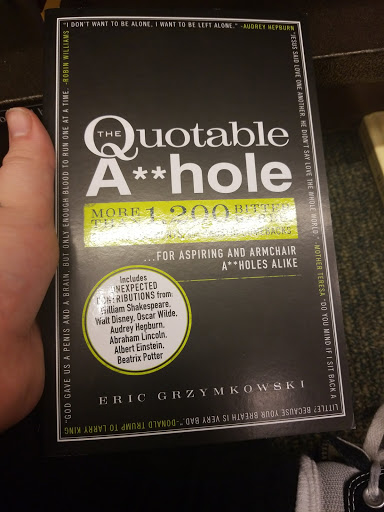 "I DON'T WANT TO BE ALONE, I WANT TO BE LEFT ALONE." -AUDREY HEPBURN
JESUS SAID LOVE ONE ANOTHER. HE DIDN'T SAY LOVE THE WHOLE WORLD." -MOTHER TERESA "DO YOU MIND IF I SIT BACK A
LITTLE? BECAUSE YOUR BREATH IS VERY BAD." -DONALD TRUMP TO LARRY KING
"GOD GAVE US A PENIS AND A BRAIN, BUT ONLY ENOUGH BLOOD TO RUN ONE AT A TIME. -ROBIN WILLIAMS
THE Quotable
A**hole
MORE THAN 1,200 BITTER
...FOR ASPIRING AND ARMCHAIR
A**HOLES ALIKE
Includes
UNEXPECTED
CONTRIBUTIONS from:
William Shakespeare,
Walt Disney, Oscar Wilde,
Audrey Hepburn,
Abraham Lincoln,
Albert Einstein,
Beatrix Potter
ERIC GRZYMKOWSKI